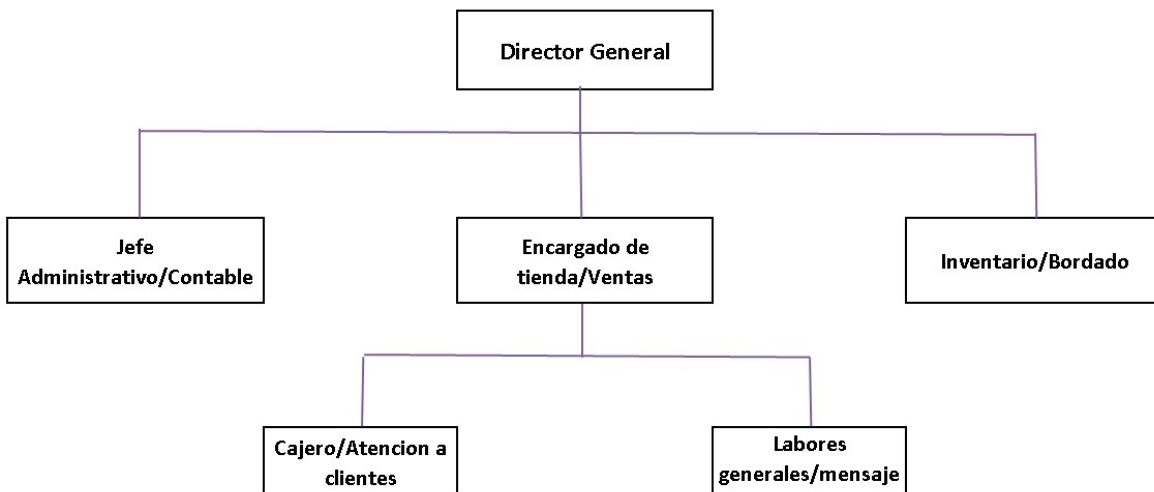 Director General
Jefe
Administrativo/Contable
Encargado de
tienda/Ventas
Inventario/Bordado
Cajero/Atencion a
clientes
Labores
generales/mensaje